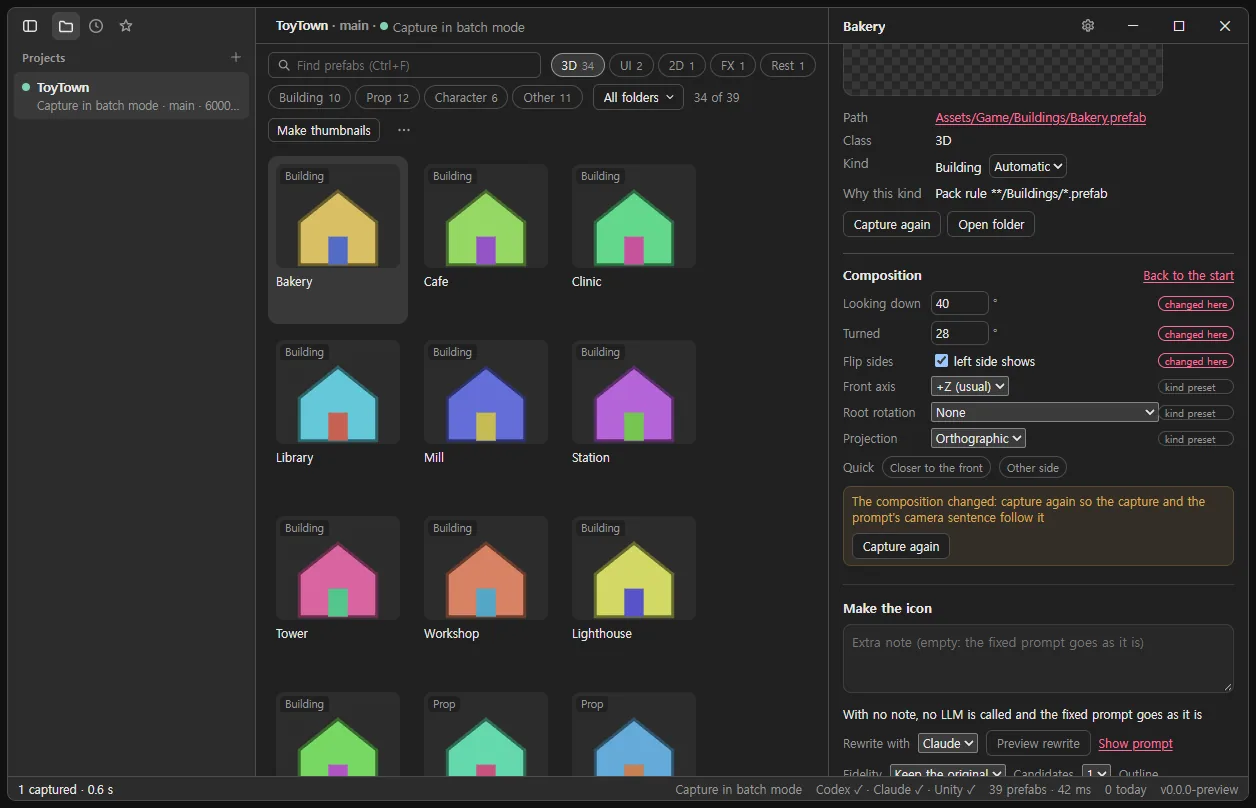 ToyTown · main · Capture in batch mode
Bakery
Projects
+
ToyTown
Capture in batch mode · main · 6000...
Find prefabs (Ctrl+F)
3D 34
UI 2
2D 1
FX 1
Rest 1
Building 10
Prop 12
Character 6
Other 11
All folders
34 of 39
Make thumbnails
...
Building
Bakery
Building
Cafe
Building
Clinic
Building
Library
Building
Mill
Building
Station
Building
Tower
Building
Workshop
Building
Lighthouse
Building
Prop
Prop
Path Assets/Game/Buildings/Bakery.prefab
Class 3D
Kind Building Automatic
Why this kind Pack rule **/Buildings/*.prefab
Capture again Open folder
Composition Back to the start
Looking down 40 ° changed here
Turned 28 ° changed here
Flip sides left side shows changed here
Front axis +Z (usual) kind preset
Root rotation None kind preset
Projection Orthographic kind preset
Quick Closer to the front Other side
The composition changed: capture again so the capture and the
prompt's camera sentence follow it
Capture again
Make the icon
Extra note (empty: the fixed prompt goes as it is)
With no note, no LLM is called and the fixed prompt goes as it is
Rewrite with Claude Preview rewrite Show prompt
Fidelity Keep the original Candidates 1 Outline
1 captured · 0.6 s
Capture in batch mode Codex ✓ · Claude ✓ · Unity ✓ 39 prefabs · 42 ms 0 today v0.0.0-preview